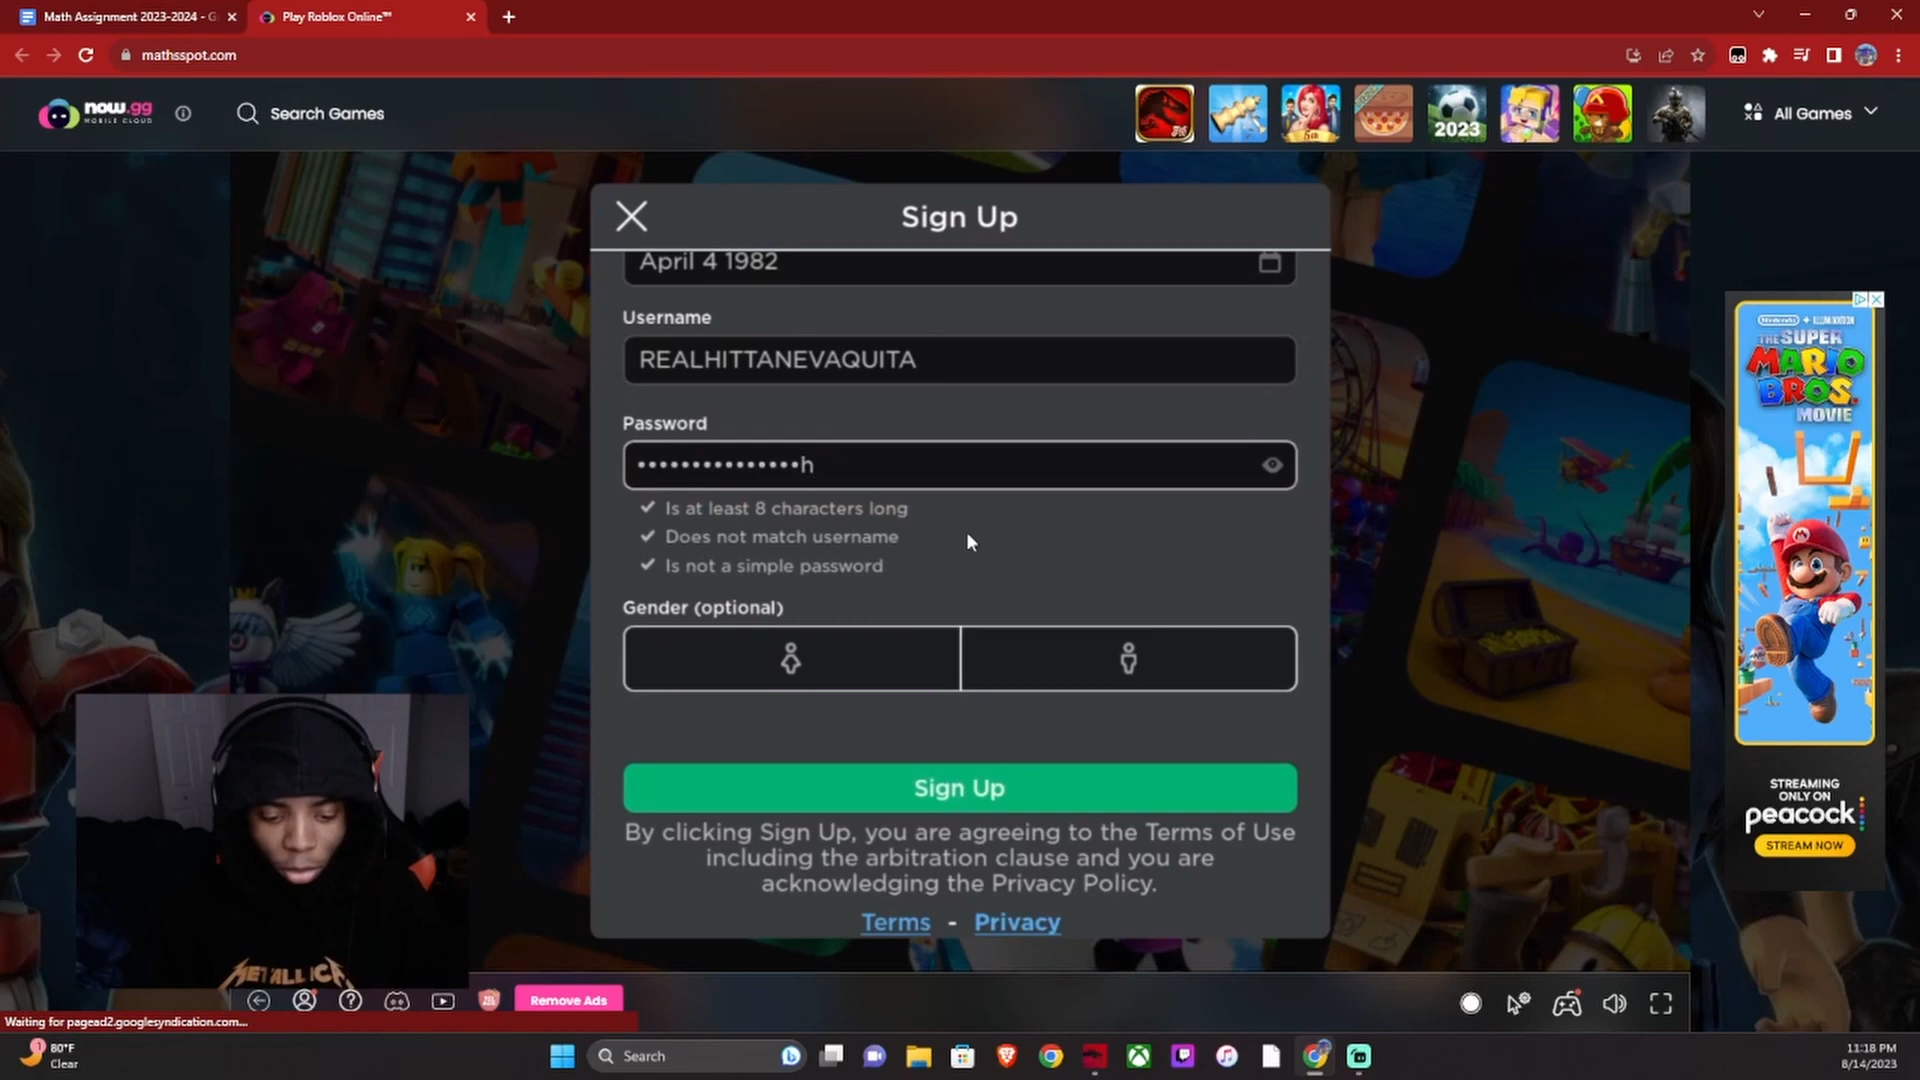 Math Assignment 2023-2024 - G
Play Roblox Online™
mathsspot.com
now.gg
MOBILE CLOUD
Search Games
2023
All Games
Sign Up
April 4 1982
Username
REALHITTANEVAQUITA
Password
•••••••••••••••h
Is at least 8 characters long
Does not match username
Is not a simple password
Gender (optional)
Sign Up
By clicking Sign Up, you are agreeing to the Terms of Use
including the arbitration clause and you are
acknowledging the Privacy Policy.
Terms - Privacy
Nintendo + ILLUMINATION
THE SUPER
MARIO
BROS.
MOVIE
STREAMING
ONLY ON
peacock
STREAM NOW
METALLICA
Remove Ads
Waiting for pagead2.googlesyndication.com...
1
80°F
Clear
Search
11:18 PM
8/14/2023